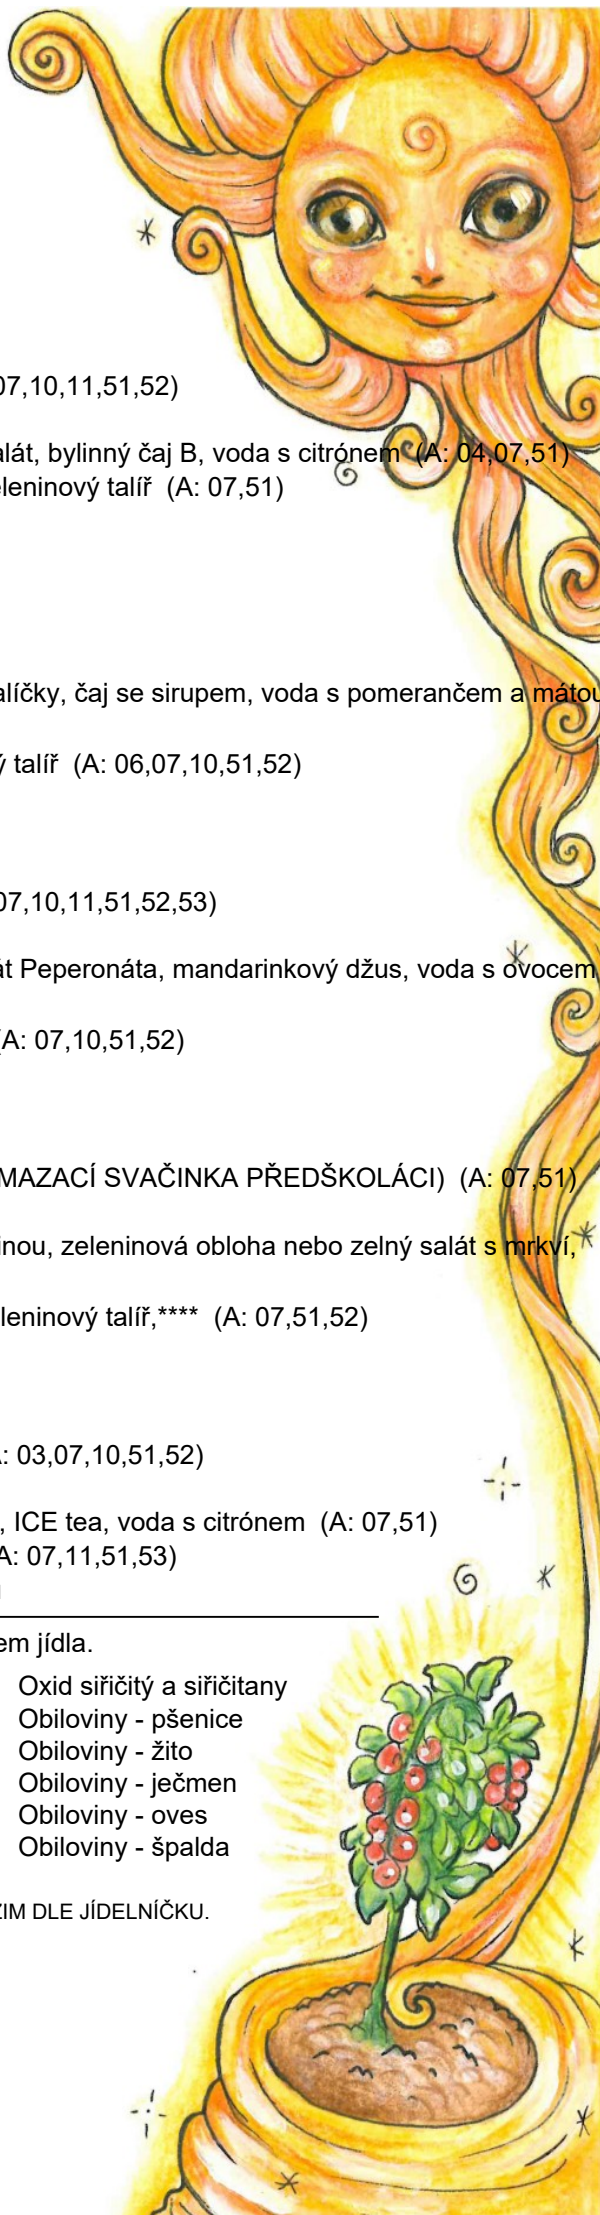 07,10,11,51,52)
alát, bylinný čaj B, voda s citrónem (A: 04,07,51)
eleninový talíř (A: 07,51)
alíčky, čaj se sirupem, voda s pomerančem a mátou
ý talíř (A: 06,07,10,51,52)
07,10,11,51,52,53)
át Peperonáta, mandarinkový džus, voda s ovocem
(A: 07,10,51,52)
MAZACÍ SVAČINKA PŘEDŠKOLÁCI) (A: 07,51)
inou, zeleninová obloha nebo zelný salát s mrkví,
leninový talíř,**** (A: 07,51,52)
: 03,07,10,51,52)
, ICE tea, voda s citrónem (A: 07,51)
A: 07,11,51,53)
em jídla.
Oxid siřičitý a siřičitany
Obiloviny - pšenice
Obiloviny - žito
Obiloviny - ječmen
Obiloviny - oves
Obiloviny - špalda
ZIM DLE JÍDELNÍČKU.